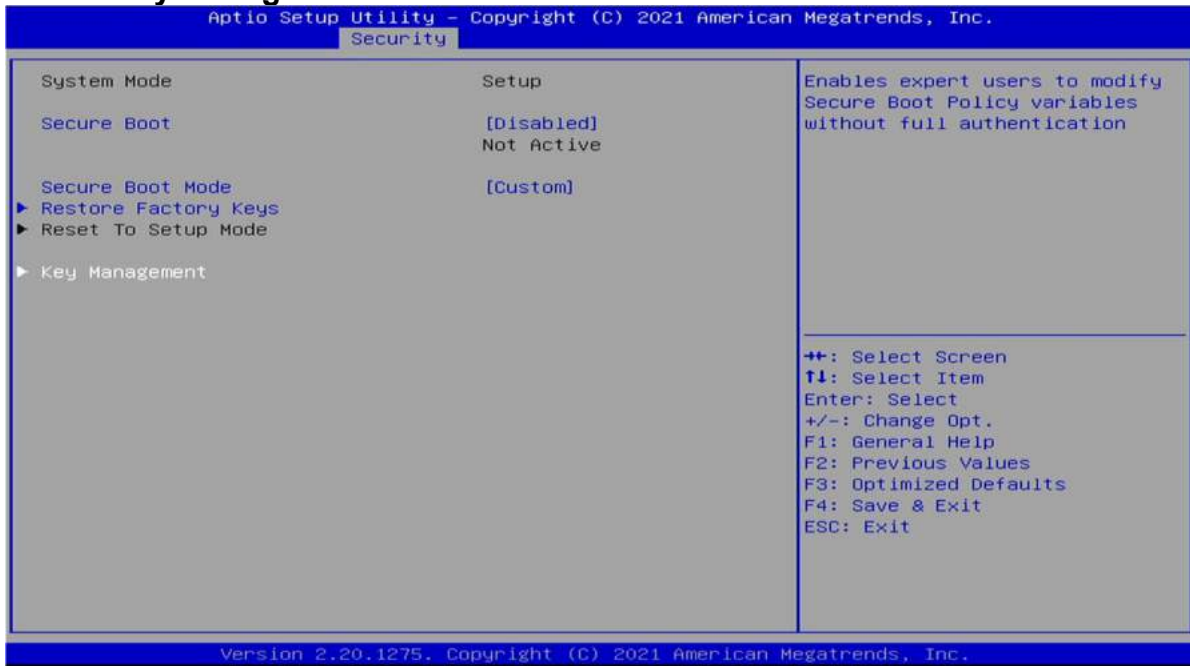 Aptio Setup Utility – Copyright (C) 2021 American Megatrends, Inc.
Security
System Mode Setup
Secure Boot [Disabled]
Not Active
Secure Boot Mode [Custom]
► Restore Factory Keys
► Reset To Setup Mode
► Key Management
Enables expert users to modify
Secure Boot Policy variables
without full authentication
→←: Select Screen
↑↓: Select Item
Enter: Select
+/-: Change Opt.
F1: General Help
F2: Previous Values
F3: Optimized Defaults
F4: Save & Exit
ESC: Exit
Version 2.20.1275. Copyright (C) 2021 American Megatrends, Inc.